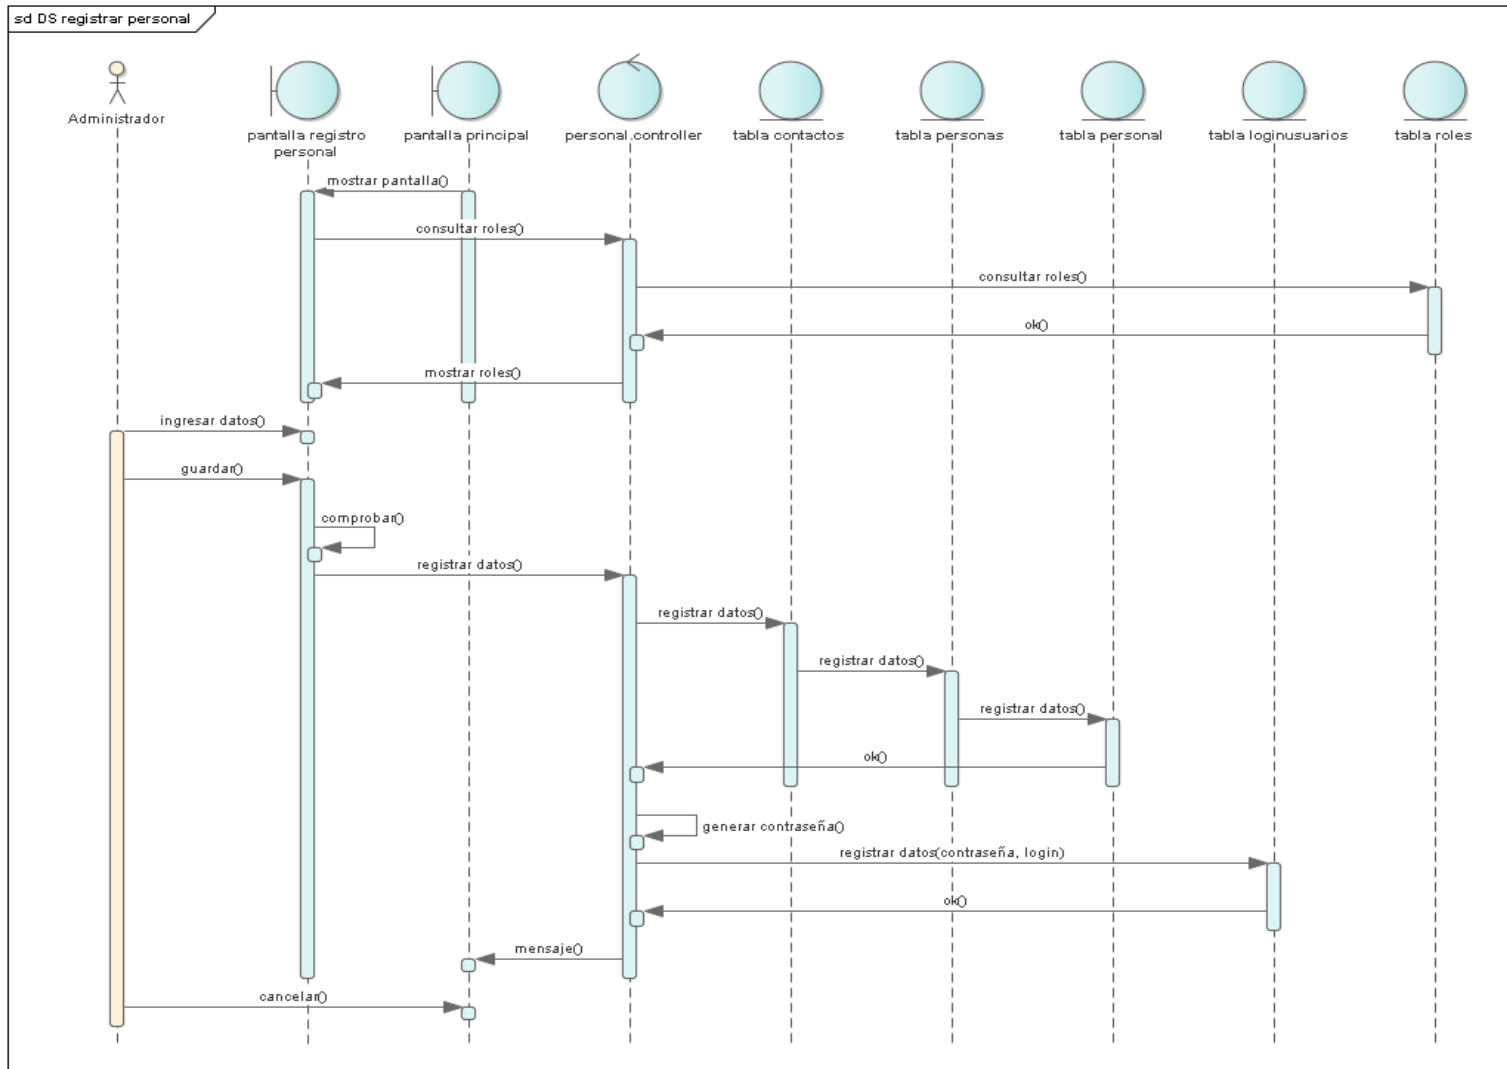 sd DS registrar personal
Administrador
pantalla registro
personal
pantalla principal
personal.controller
tabla contactos
tabla personas
tabla personal
tabla loginusuarios
tabla roles
mostrar pantalla()
consultar roles()
consultar roles()
ok()
mostrar roles()
ingresar datos()
guardar()
comprobar()
registrar datos()
registrar datos()
registrar datos()
registrar datos()
ok()
generar contraseña()
registrar datos(contraseña, login)
ok()
mensaje()
cancelar()